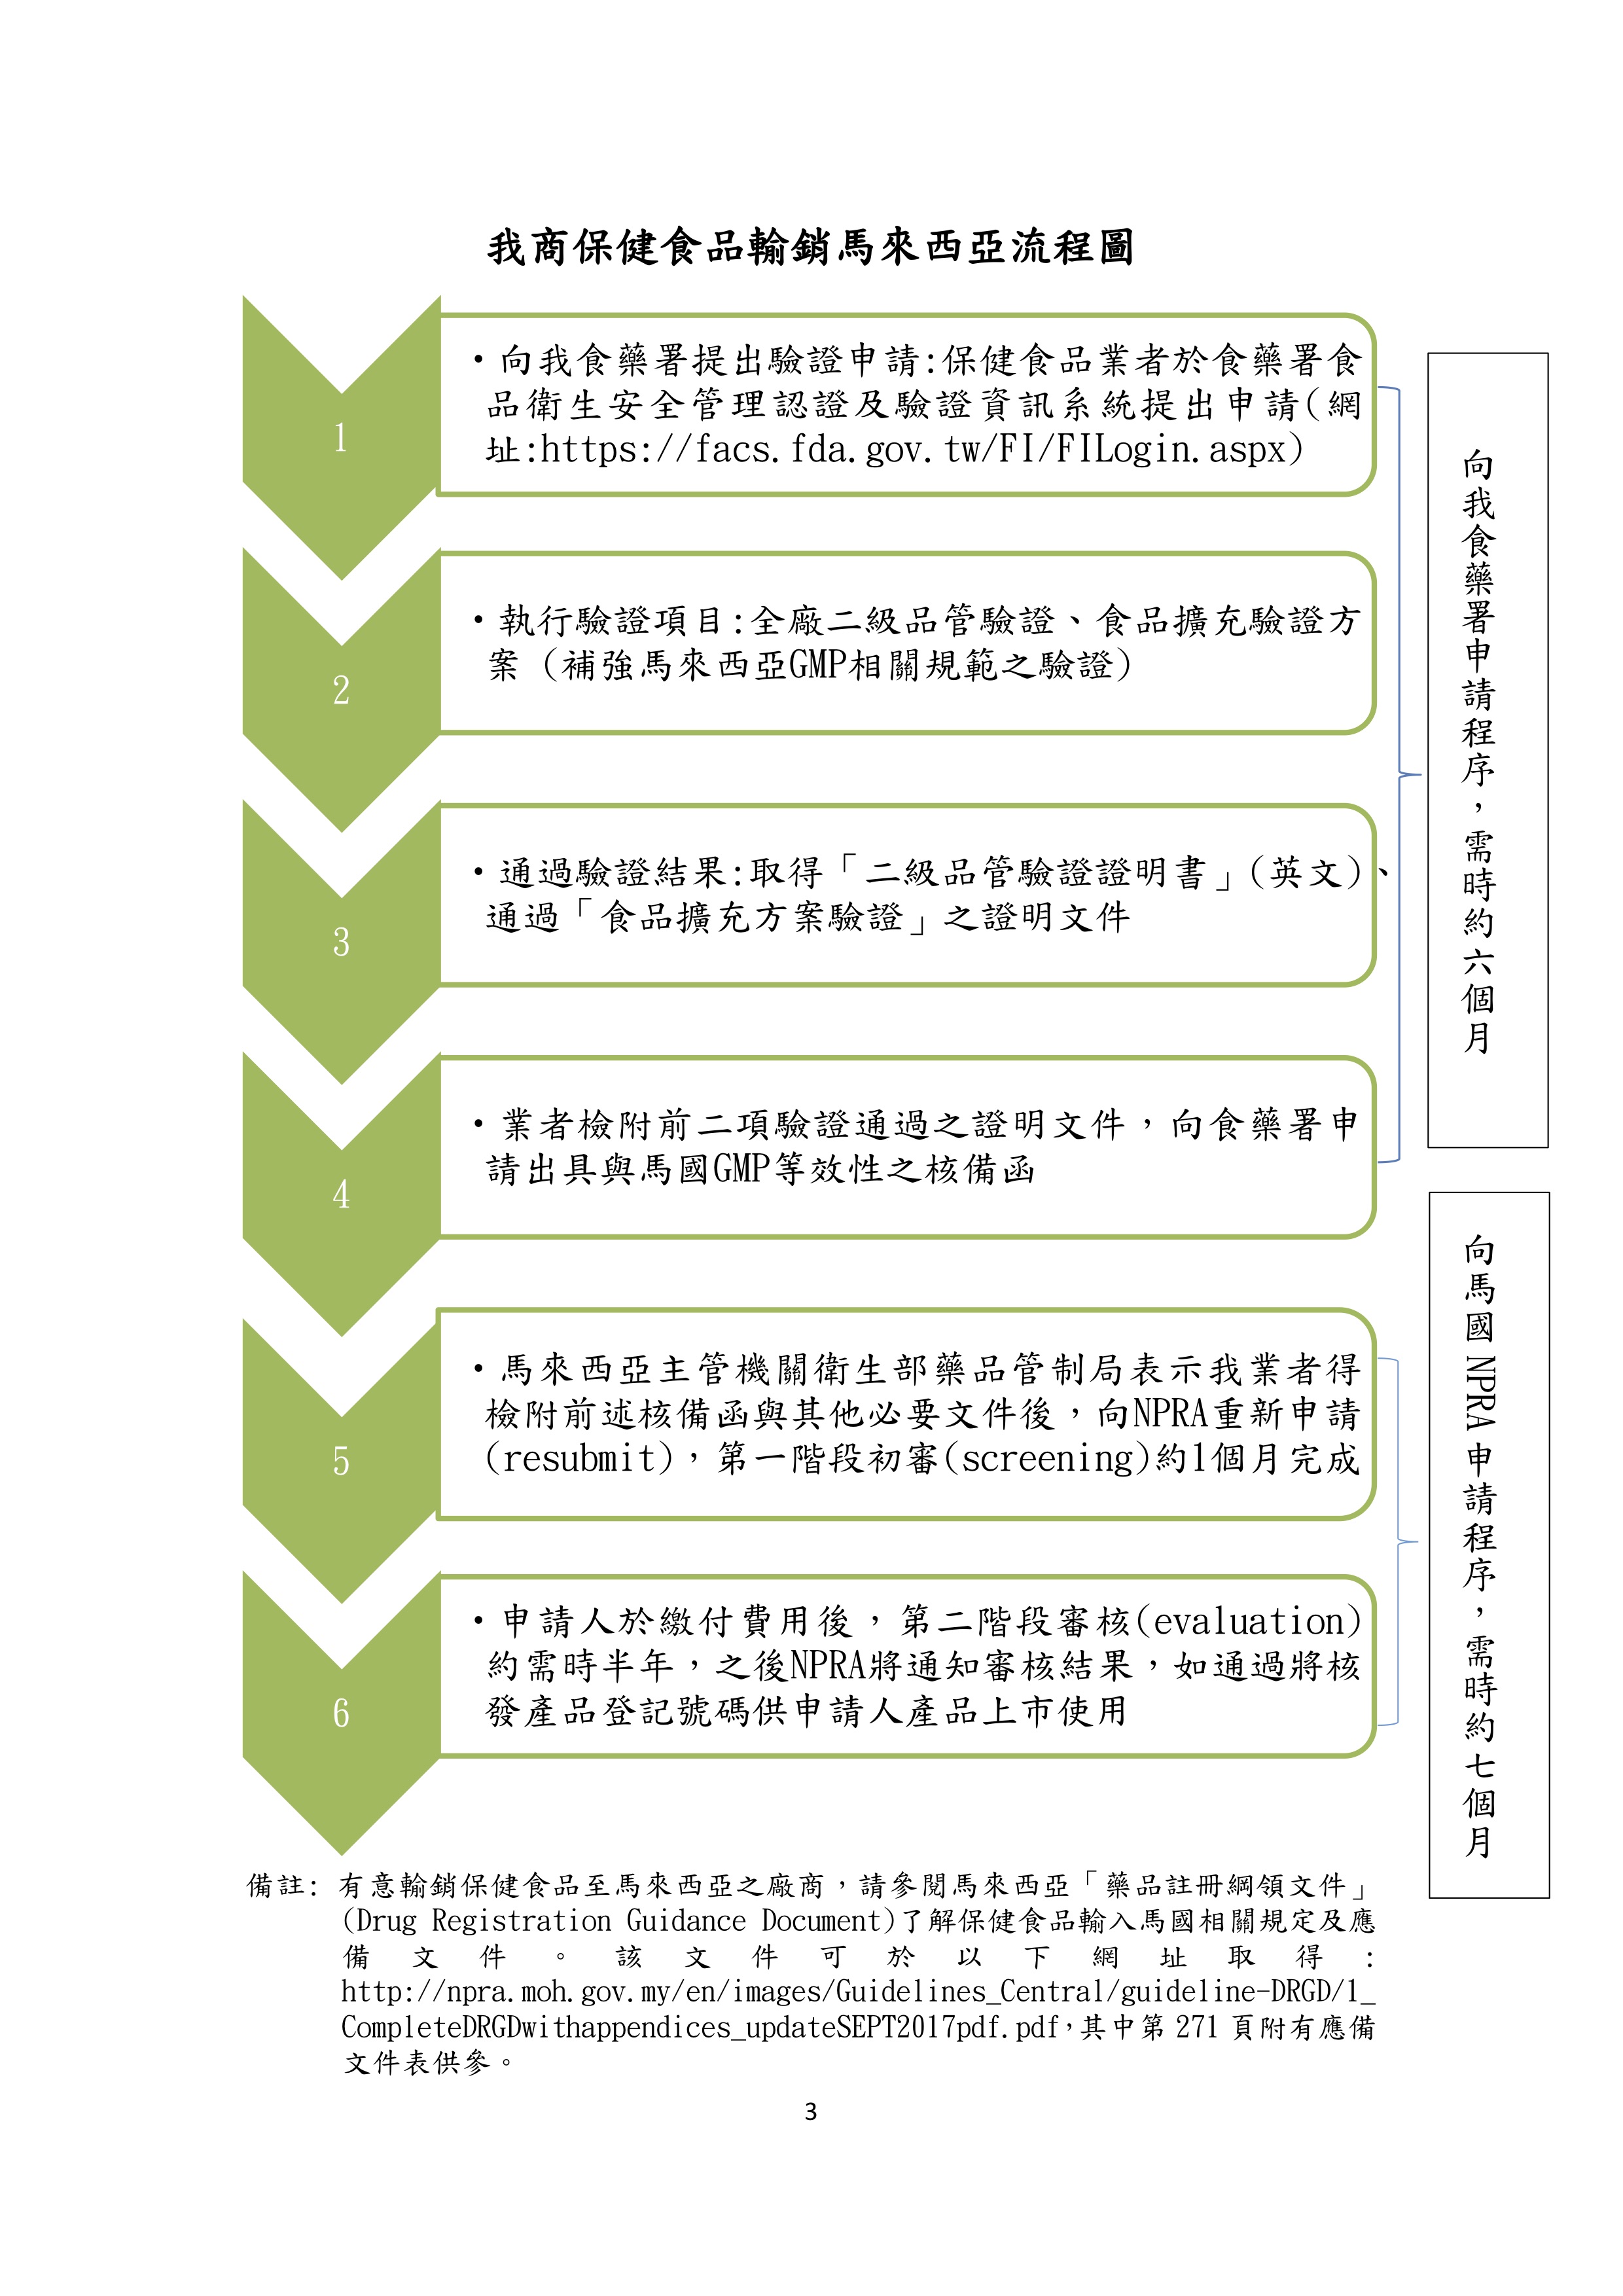 我商保健食品輸銷馬來西亞流程圖
1
•向我食藥署提出驗證申請:保健食品業者於食藥署食
品衛生安全管理認證及驗證資訊系統提出申請(網
址:https://facs.fda.gov.tw/FI/FILogin.aspx)
2
•執行驗證項目:全廠二級品管驗證、食品擴充驗證方
案 (補強馬來西亞GMP相關規範之驗證)
3
•通過驗證結果:取得「二級品管驗證證明書」(英文)、
通過「食品擴充方案驗證」之證明文件
4
•業者檢附前二項驗證通過之證明文件，向食藥署申
請出具與馬國GMP等效性之核備函
向我食藥署申請程序，需時約六個月
5
•馬來西亞主管機關衛生部藥品管制局表示我業者得
檢附前述核備函與其他必要文件後，向NPRA重新申請
(resubmit)，第一階段初審(screening)約1個月完成
6
•申請人於繳付費用後，第二階段審核(evaluation)
約需時半年，之後NPRA將通知審核結果，如通過將核
發產品登記號碼供申請人產品上市使用
向馬國 NPRA 申請程序，需時約七個月
備註: 有意輸銷保健食品至馬來西亞之廠商，請參閱馬來西亞「藥品註冊綱領文件」
(Drug Registration Guidance Document)了解保健食品輸入馬國相關規定及應
備文件。該文件可於以下網址取得:
http://npra.moh.gov.my/en/images/Guidelines_Central/guideline-DRGD/1_
CompleteDRGDwithappendices_updateSEPT2017pdf.pdf，其中第 271 頁附有應備
文件表供參。
3